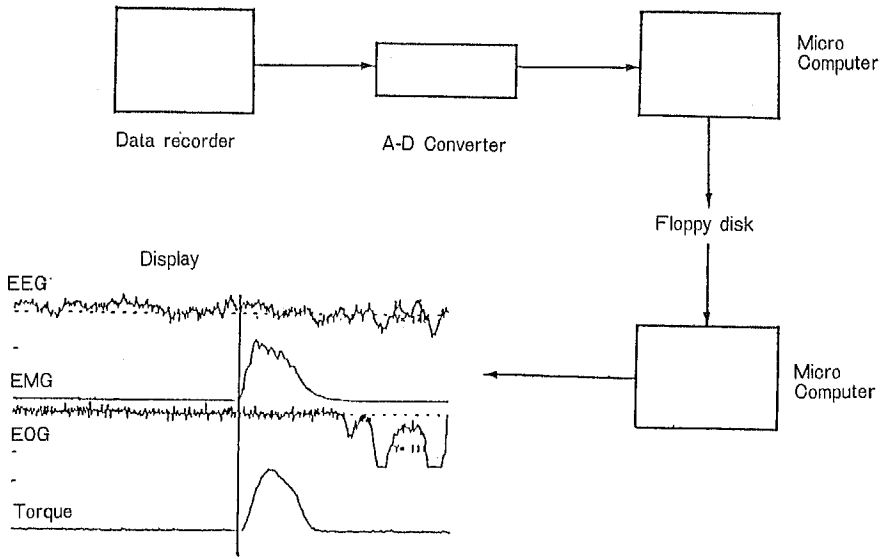 Data recorder
A-D Converter
Micro
Computer
Floppy disk
Micro
Computer
Display
EEG
EMG
EOG
Torque